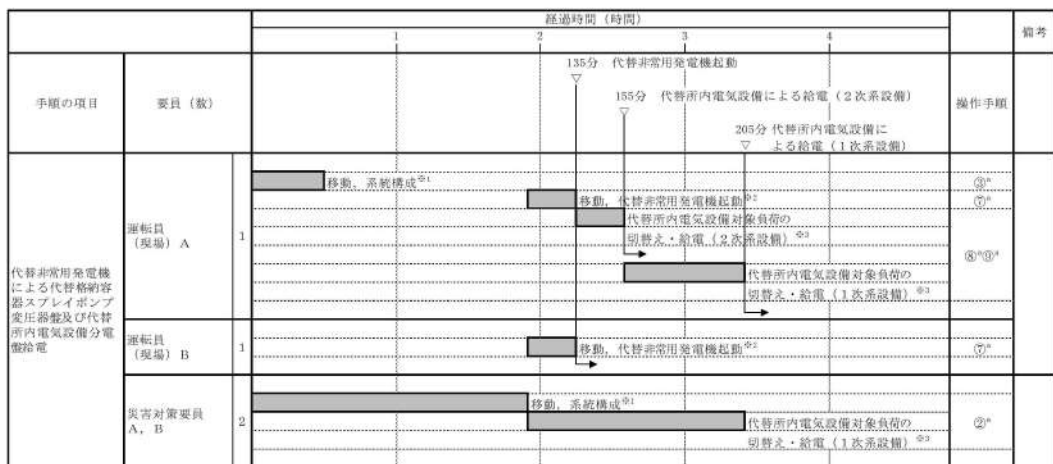 経過時間（時間）
備考
1
2
3
4
手順の項目
要員（数）
操作手順
135分 代替非常用発電機起動
▽
155分 代替所内電気設備による給電（２次系設備）
▽
205分 代替所内電気設備に
よる給電（１次系設備）
▽
代替非常用発電機
による代替格納容
器スプレイポンプ
変圧器盤及び代替
所内電気設備分電
盤給電
運転員
（現場）A
1
移動，系統構成※1
移動，代替非常用発電機起動※2
代替所内電気設備対象負荷の
切替え・給電（２次系設備）※3
代替所内電気設備対象負荷の
切替え・給電（１次系設備）※3
運転員
（現場）B
1
移動，代替非常用発電機起動※2
災害対策要員
A，B
2
移動，系統構成※1
代替所内電気設備対象負荷の
切替え・給電（１次系設備）※3
③
⑦
⑧ ⑨
⑦
②